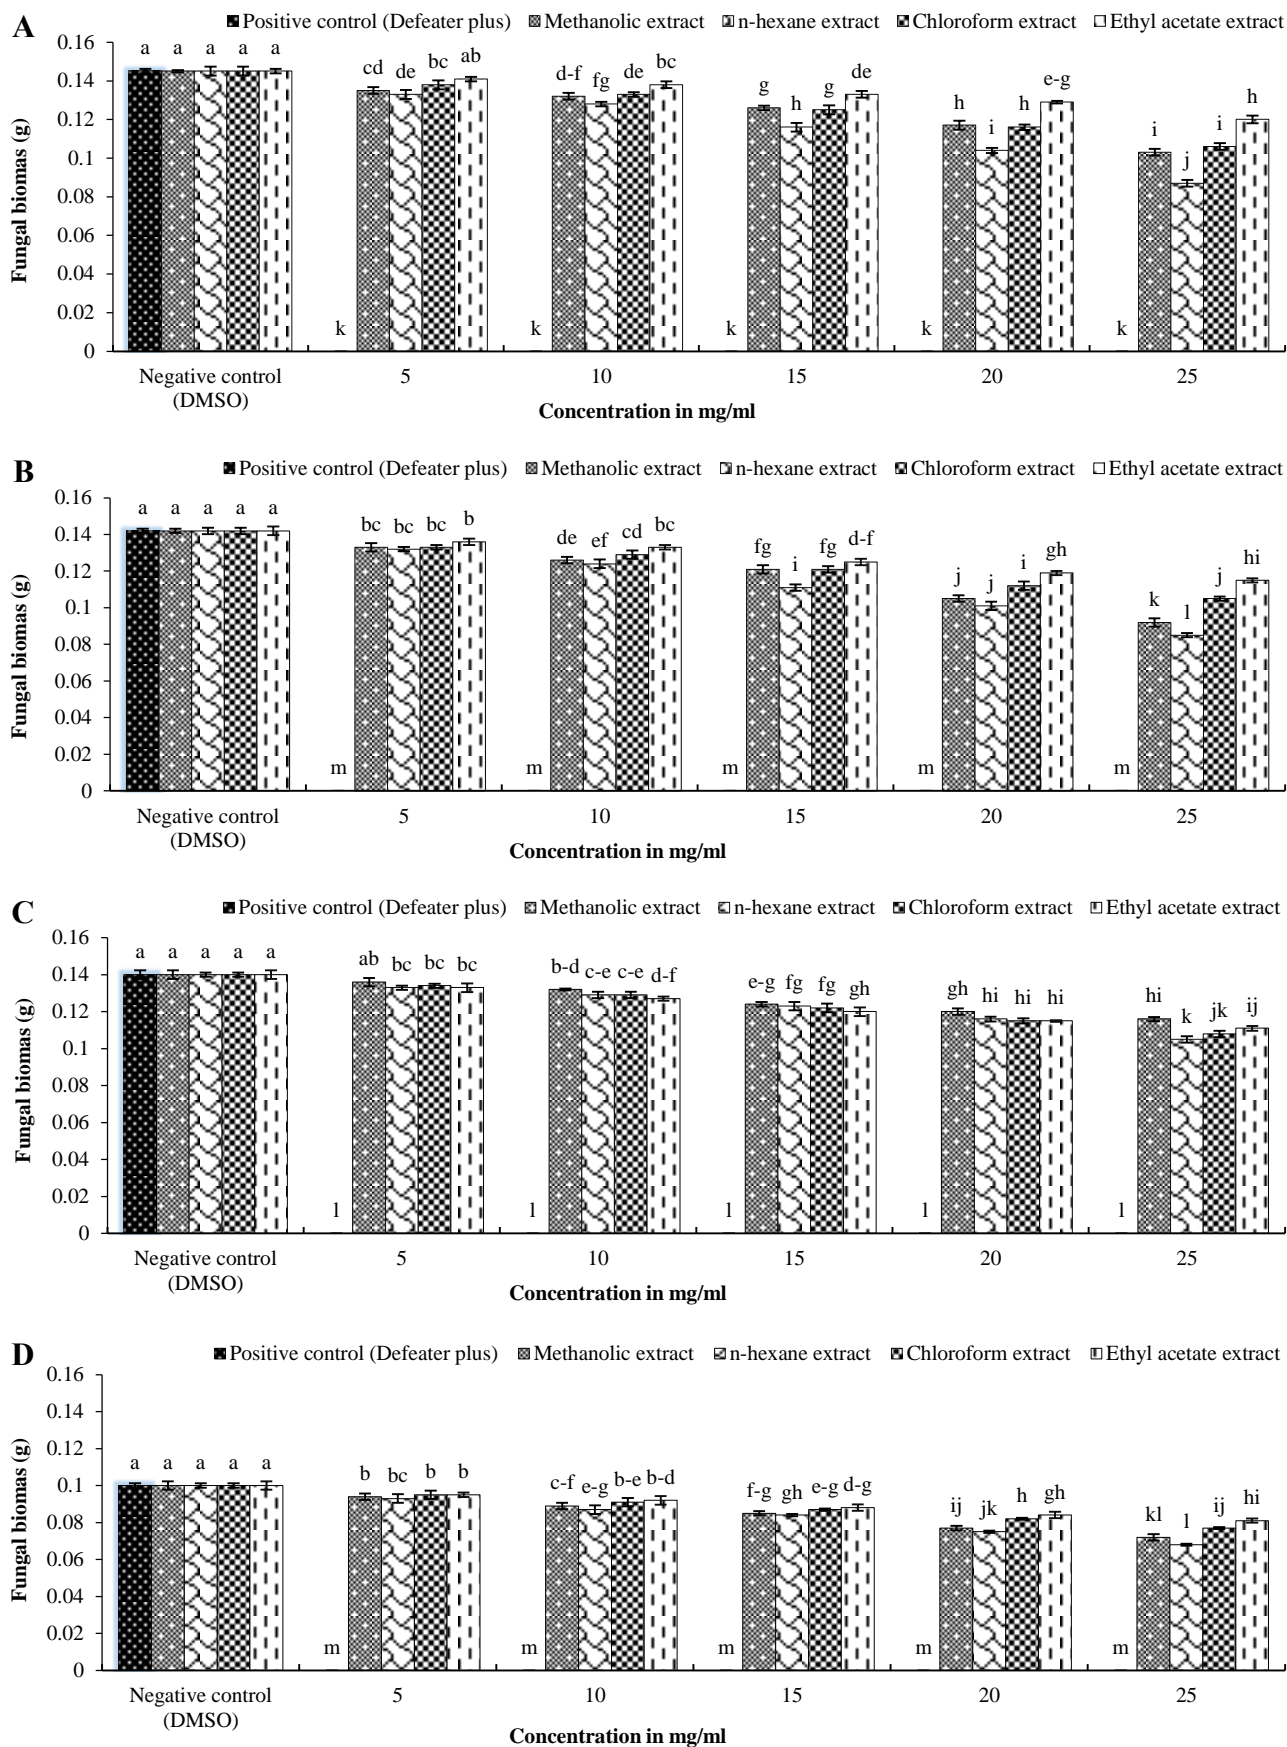 A
Positive control (Defeater plus) Methanolic extract n-hexane extract Chloroform extract Ethyl acetate extract
Fungal biomas (g)
0.16
0.14
0.12
0.1
0.08
0.06
0.04
0.02
0
a a a a a
k cd de bc ab
k d-f fg de bc
k g h g de
k h i h e-g
k i j i h
Negative control (DMSO) 5 10 15 20 25
Concentration in mg/ml
B
Positive control (Defeater plus) Methanolic extract n-hexane extract Chloroform extract Ethyl acetate extract
Fungal biomas (g)
0.16
0.14
0.12
0.1
0.08
0.06
0.04
0.02
0
a a a a a
m bc bc bc b
m de ef cd bc
m fg i fg d-f
m j j i gh
m k l j hi
Negative control (DMSO) 5 10 15 20 25
Concentration in mg/ml
C
Positive control (Defeater plus) Methanolic extract n-hexane extract Chloroform extract Ethyl acetate extract
Fungal biomas (g)
0.16
0.14
0.12
0.1
0.08
0.06
0.04
0.02
0
a a a a a
l ab bc bc bc
l b-d c-e c-e d-f
l e-g fg fg gh
l gh hi hi hi
l hi k jk ij
Negative control (DMSO) 5 10 15 20 25
Concentration in mg/ml
D
Positive control (Defeater plus) Methanolic extract n-hexane extract Chloroform extract Ethyl acetate extract
Fungal biomas (g)
0.16
0.14
0.12
0.1
0.08
0.06
0.04
0.02
0
a a a a a
m b bc b b
m c-f e-g b-e b-d
m f-g gh e-g d-g
m ij jk h gh
m kl l ij hi
Negative control (DMSO) 5 10 15 20 25
Concentration in mg/ml